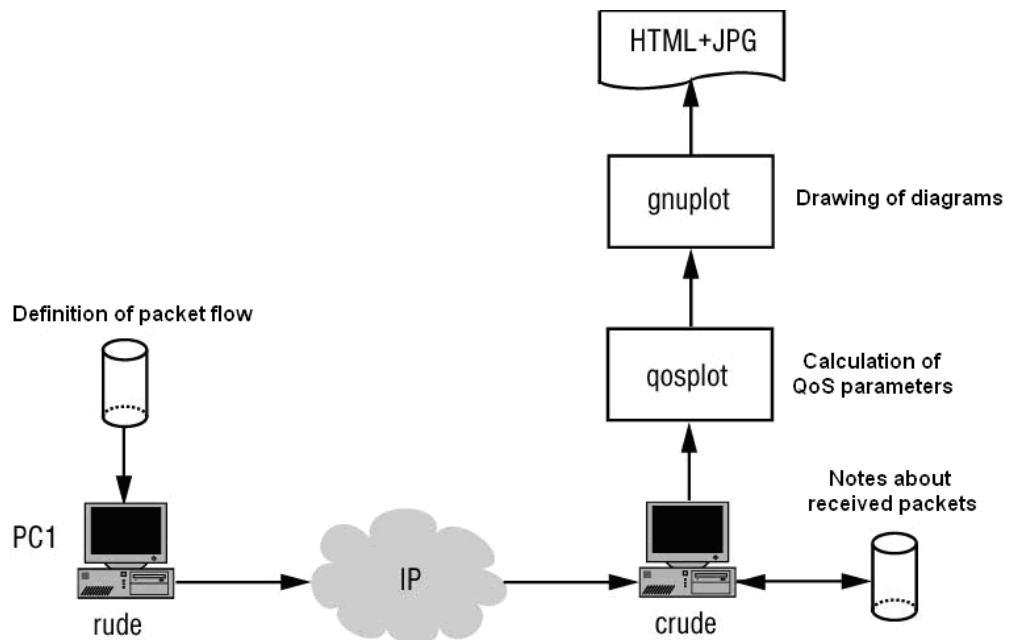 HTML+JPG
gnuplot
Drawing of diagrams
Definition of packet flow
qosplot
Calculation of
QoS parameters
Notes about
received packets
PC1
IP
rude
crude